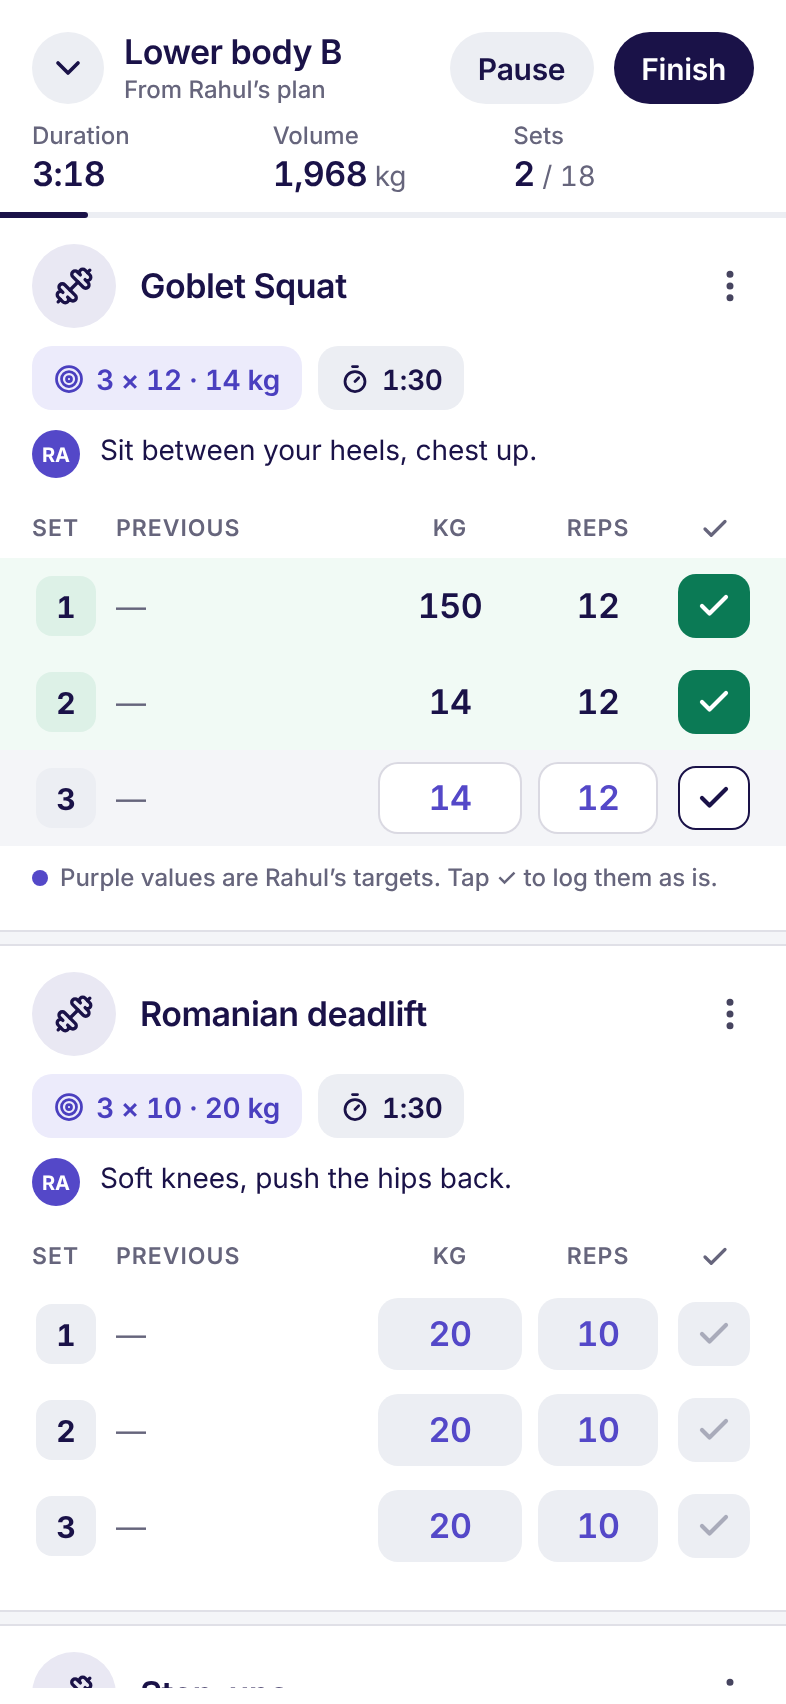 Lower body B
From Rahul’s plan
Pause
Finish
Duration
Volume
Sets
3:18
1,968 kg
2 / 18
Goblet Squat
3 × 12 · 14 kg
1:30
RA
Sit between your heels, chest up.
SET PREVIOUS KG REPS ✓
1 — 150 12 ✓
2 — 14 12 ✓
3 — 14 12 ✓
Purple values are Rahul’s targets. Tap ✓ to log them as is.
Romanian deadlift
3 × 10 · 20 kg
1:30
RA
Soft knees, push the hips back.
SET PREVIOUS KG REPS ✓
1 — 20 10 ✓
2 — 20 10 ✓
3 — 20 10 ✓